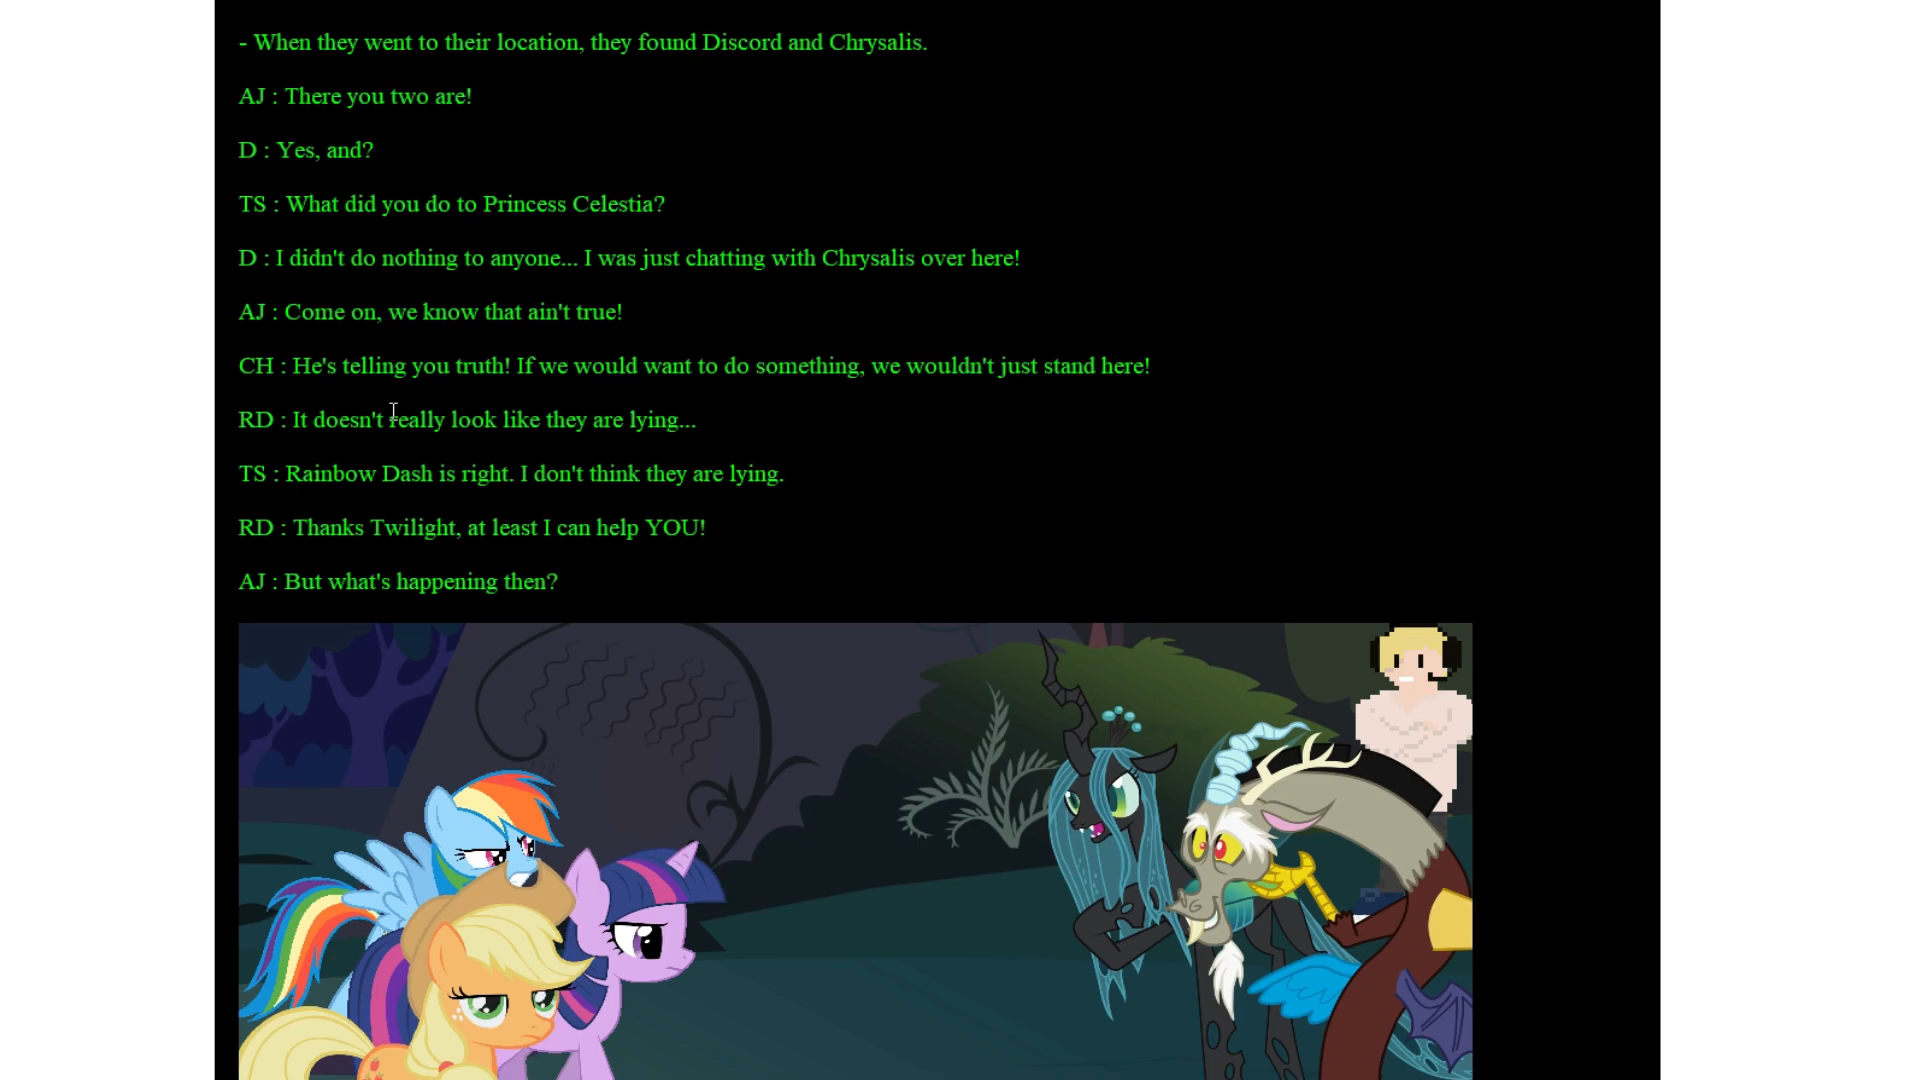 - When they went to their location, they found Discord and Chrysalis.
AJ : There you two are!
D : Yes, and?
TS : What did you do to Princess Celestia?
D : I didn't do nothing to anyone... I was just chatting with Chrysalis over here!
AJ : Come on, we know that ain't true!
CH : He's telling you truth! If we would want to do something, we wouldn't just stand here!
RD : It doesn't really look like they are lying...
TS : Rainbow Dash is right. I don't think they are lying.
RD : Thanks Twilight, at least I can help YOU!
AJ : But what's happening then?